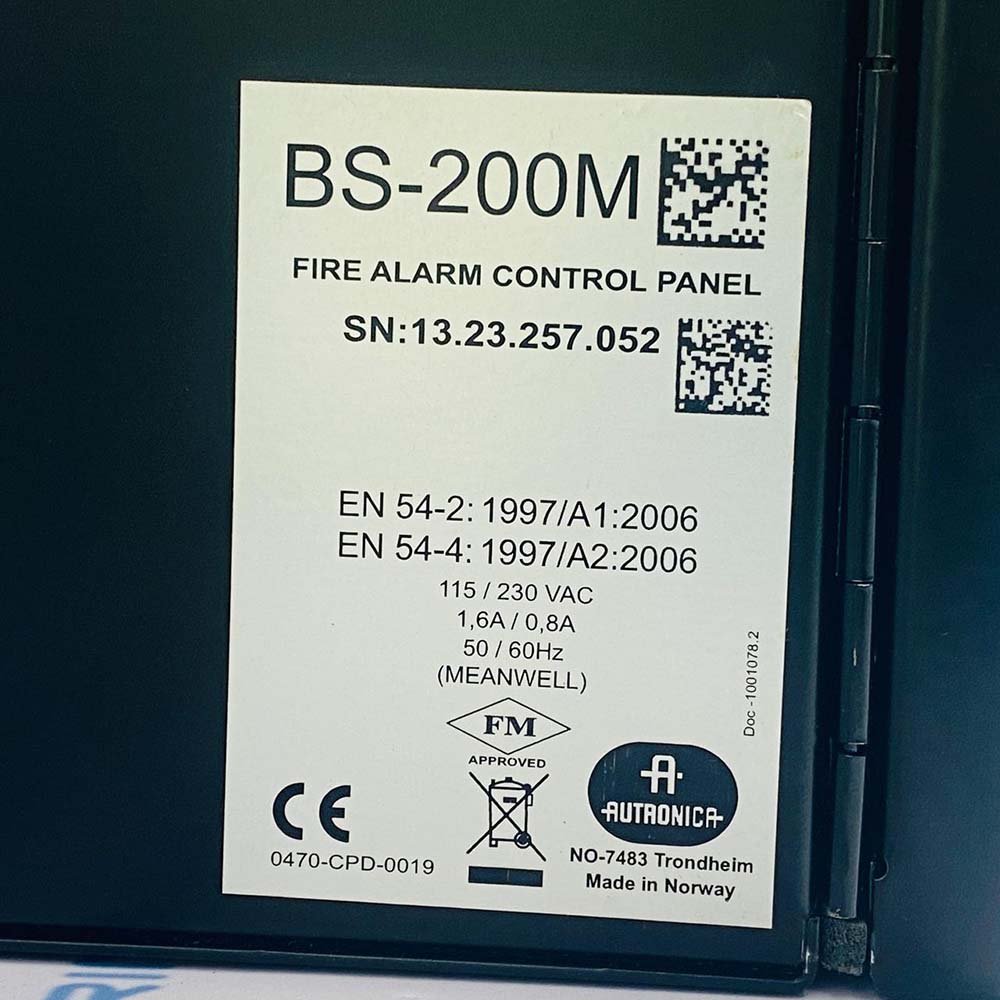 BS-200M
FIRE ALARM CONTROL PANEL
SN:13.23.257.052
EN 54-2: 1997/A1:2006
EN 54-4: 1997/A2:2006
115 / 230 VAC
1,6A / 0,8A
50 / 60Hz
(MEANWELL)
FM
APPROVED
CE
0470-CPD-0019
A
AUTRONICA
NO-7483 Trondheim
Made in Norway
Doc -1001078.2